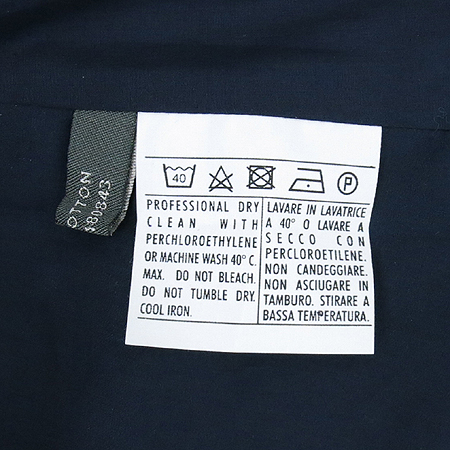 OTTON
480843
40
P
PROFESSIONAL DRY
CLEAN WITH
PERCHLOROETHYLENE
OR MACHINE WASH 40° C.
MAX. DO NOT BLEACH.
DO NOT TUMBLE DRY.
COOL IRON.
LAVARE IN LAVATRICE
A 40° O LAVARE A
SECCO CON
PERCLOROETILENE.
NON CANDEGGIARE.
NON ASCIUGARE IN
TAMBURO. STIRARE A
BASSA TEMPERATURA.